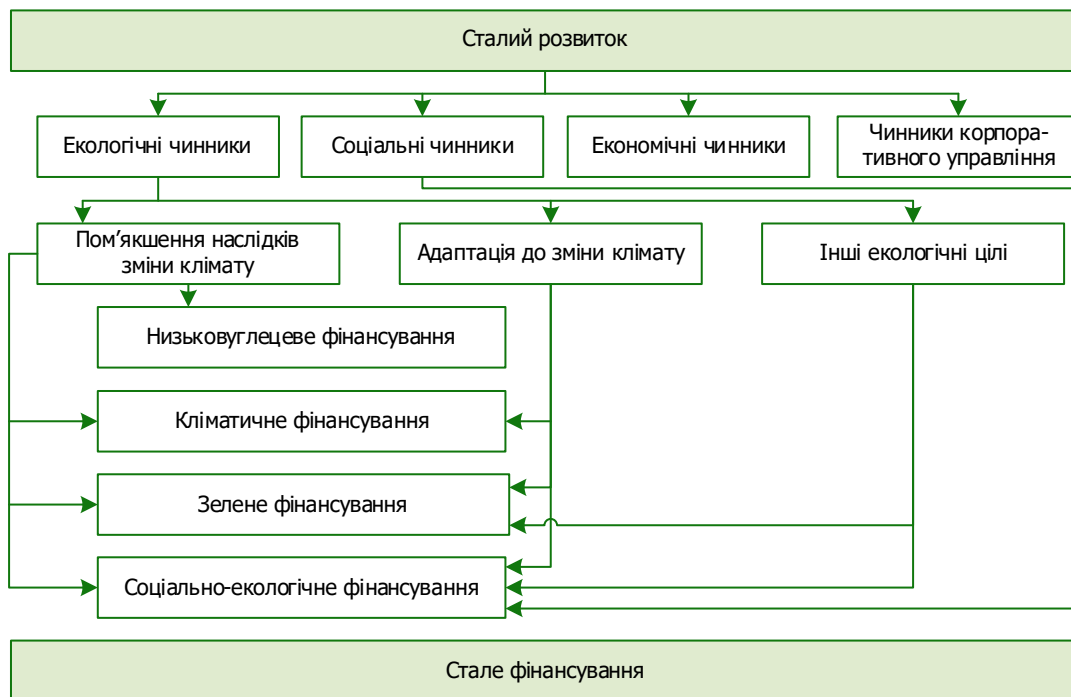 Сталий розвиток
Екологічні чинники
Соціальні чинники
Економічні чинники
Чинники корпора-
тивного управління
Пом’якшення наслідків
зміни клімату
Адаптація до зміни клімату
Інші екологічні цілі
Низьковуглецеве фінансування
Кліматичне фінансування
Зелене фінансування
Соціально-екологічне фінансування
Стале фінансування